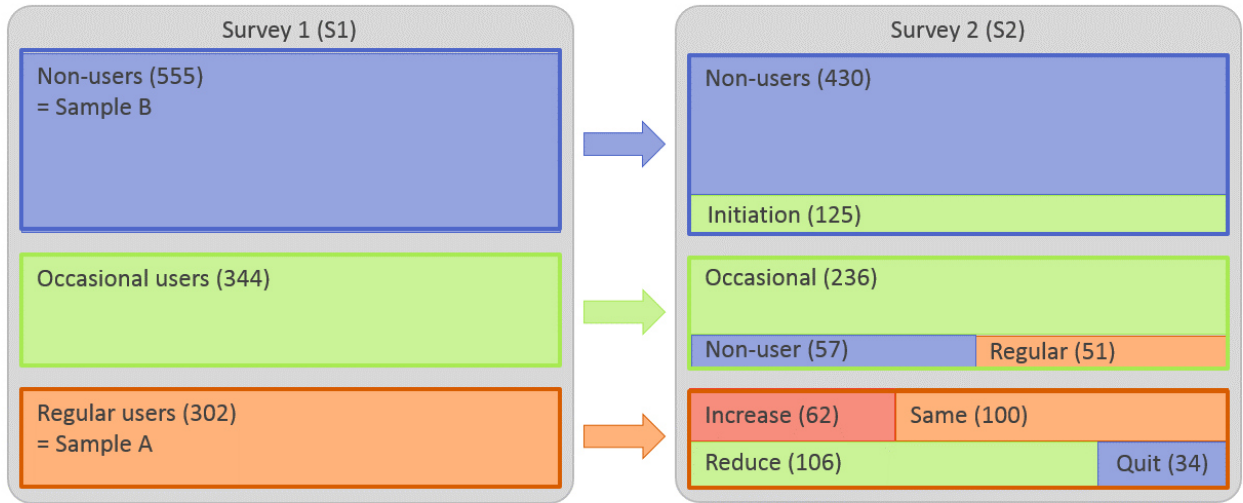 Survey 1 (S1)
Non-users (555)
= Sample B
Occasional users (344)
Regular users (302)
= Sample A
Survey 2 (S2)
Non-users (430)
Initiation (125)
Occasional (236)
Non-user (57)
Regular (51)
Increase (62)
Same (100)
Reduce (106)
Quit (34)